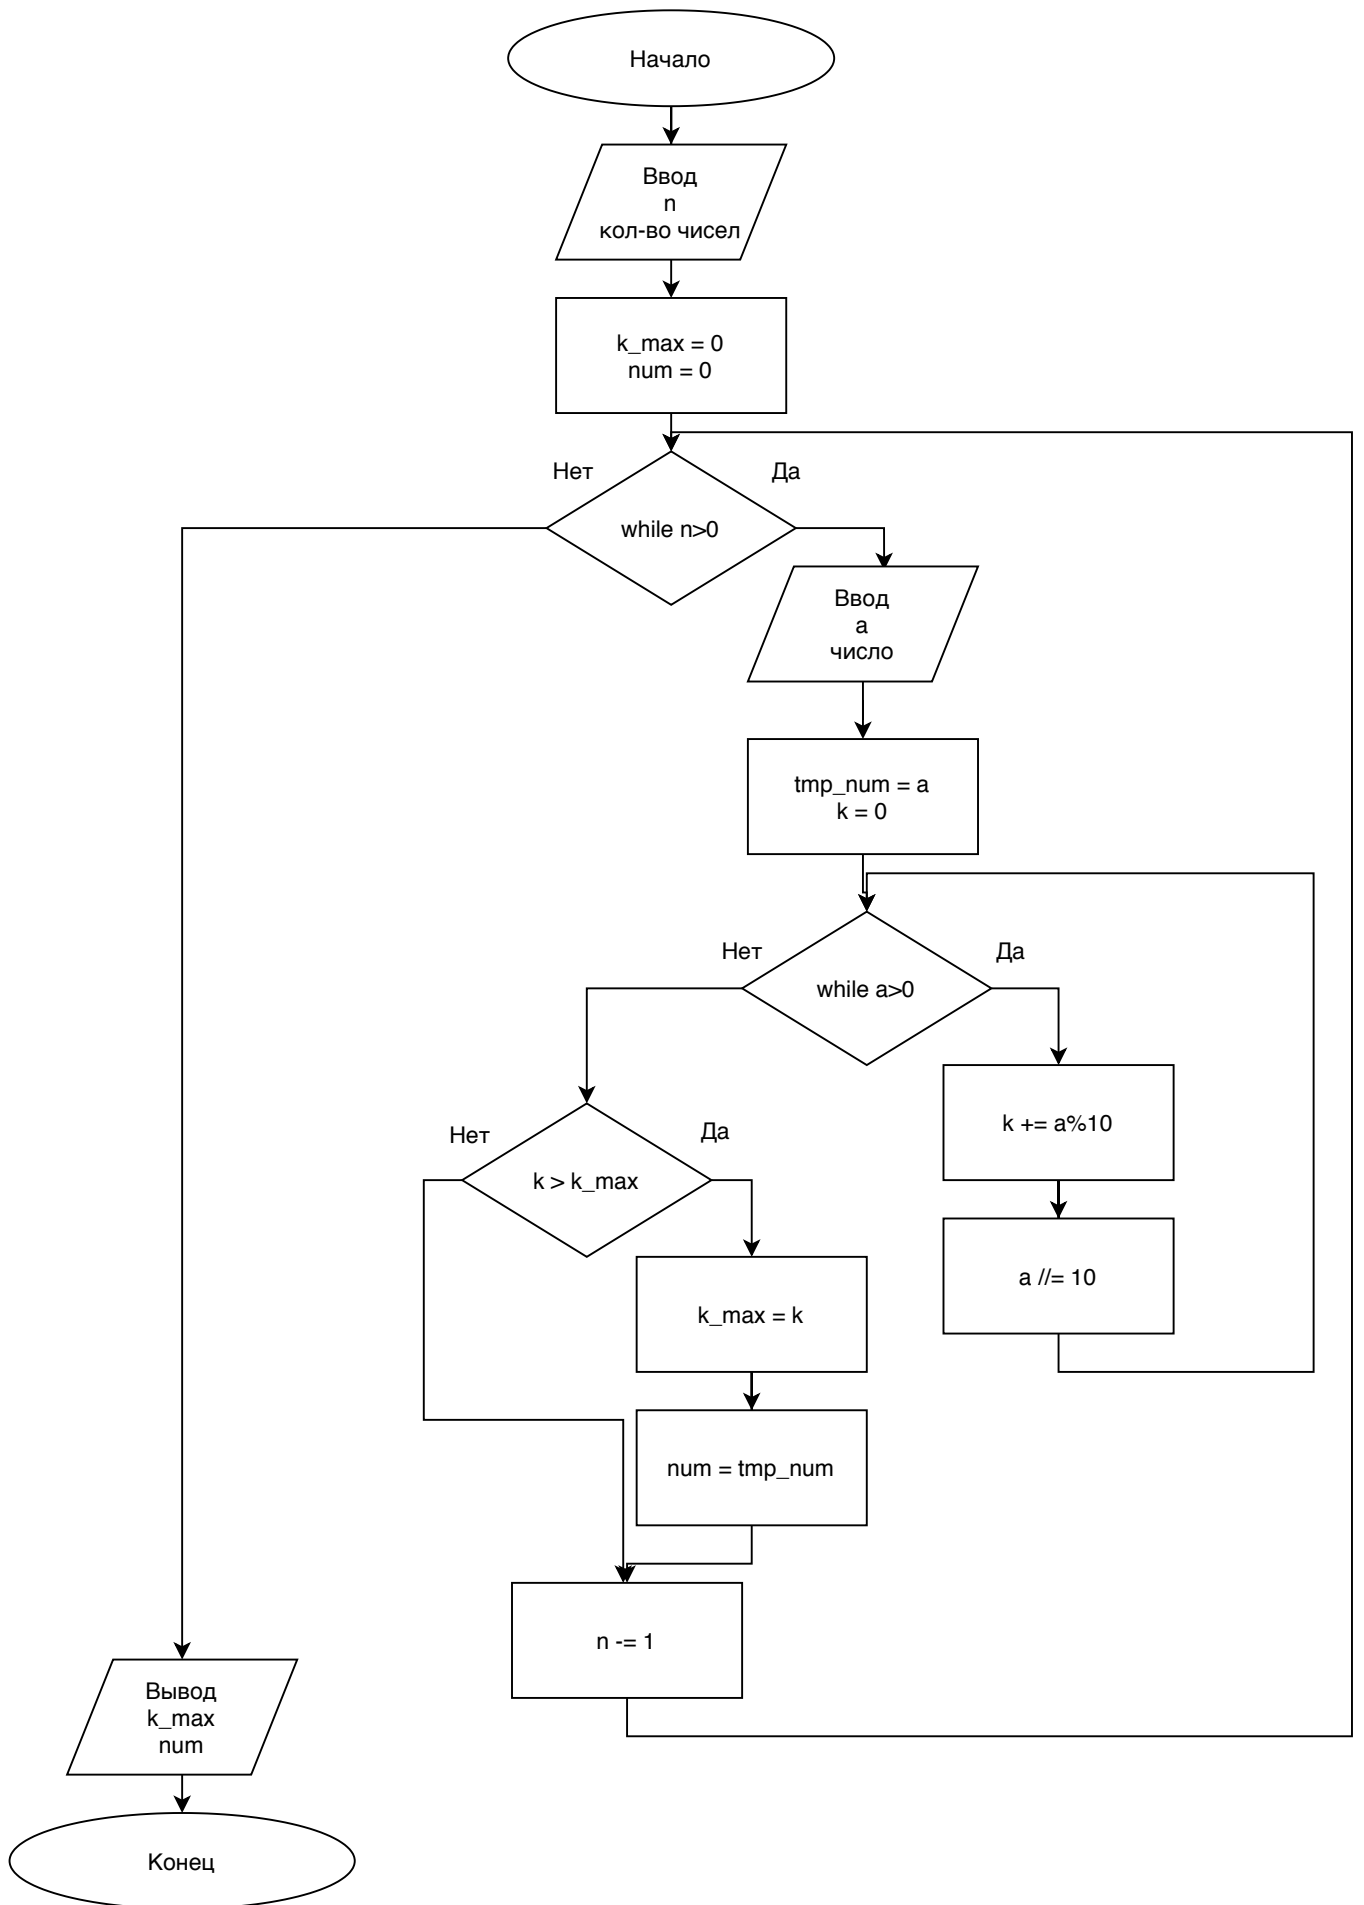 Начало
Ввод
n
кол-во чисел
k_max = 0
num = 0
Нет
Да
while n>0
Ввод
a
число
tmp_num = a
k = 0
Нет
Да
while a>0
k += a%10
Нет
Да
k > k_max
a //= 10
k_max = k
num = tmp_num
n -= 1
Вывод
k_max
num
Конец